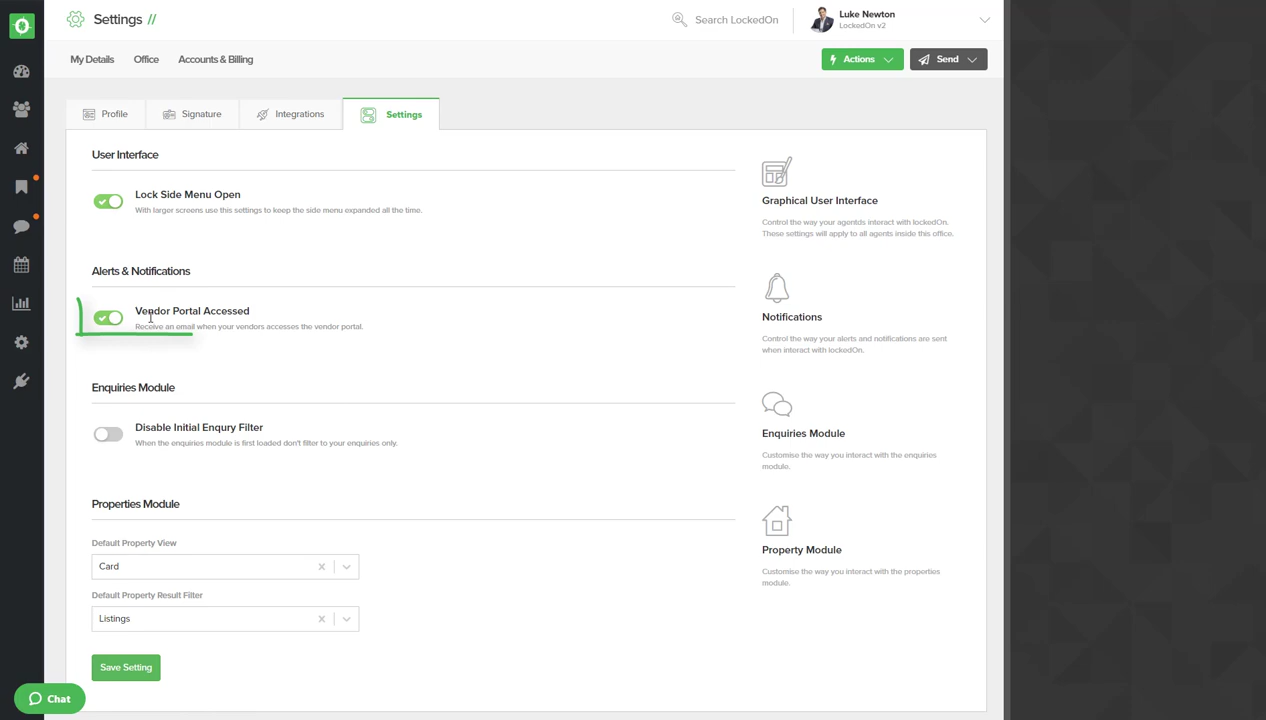 Settings //
Search LockedOn
Luke Newton
LockedOn v2
My Details
Office
Accounts & Billing
Actions
Send
Profile
Signature
Integrations
Settings
User Interface
Lock Side Menu Open
With larger screens use this settings to keep the side menu expanded all the time.
Alerts & Notifications
Vendor Portal Accessed
Receive an email when your vendors accesses the vendor portal.
Enquiries Module
Disable Initial Enqury Filter
When the enquiries module is first loaded don't filter to your enquiries only.
Properties Module
Default Property View
Card
Default Property Result Filter
Listings
Save Setting
Graphical User Interface
Control the way your agentds interact with lockedOn.
These settings will apply to all agents inside this office.
Notifications
Control the way your alerts and notifications are sent
when interact with lockedOn.
Enquiries Module
Customise the way you interact with the enquiries
module.
Property Module
Customise the way you interact with the properties
module.
Chat